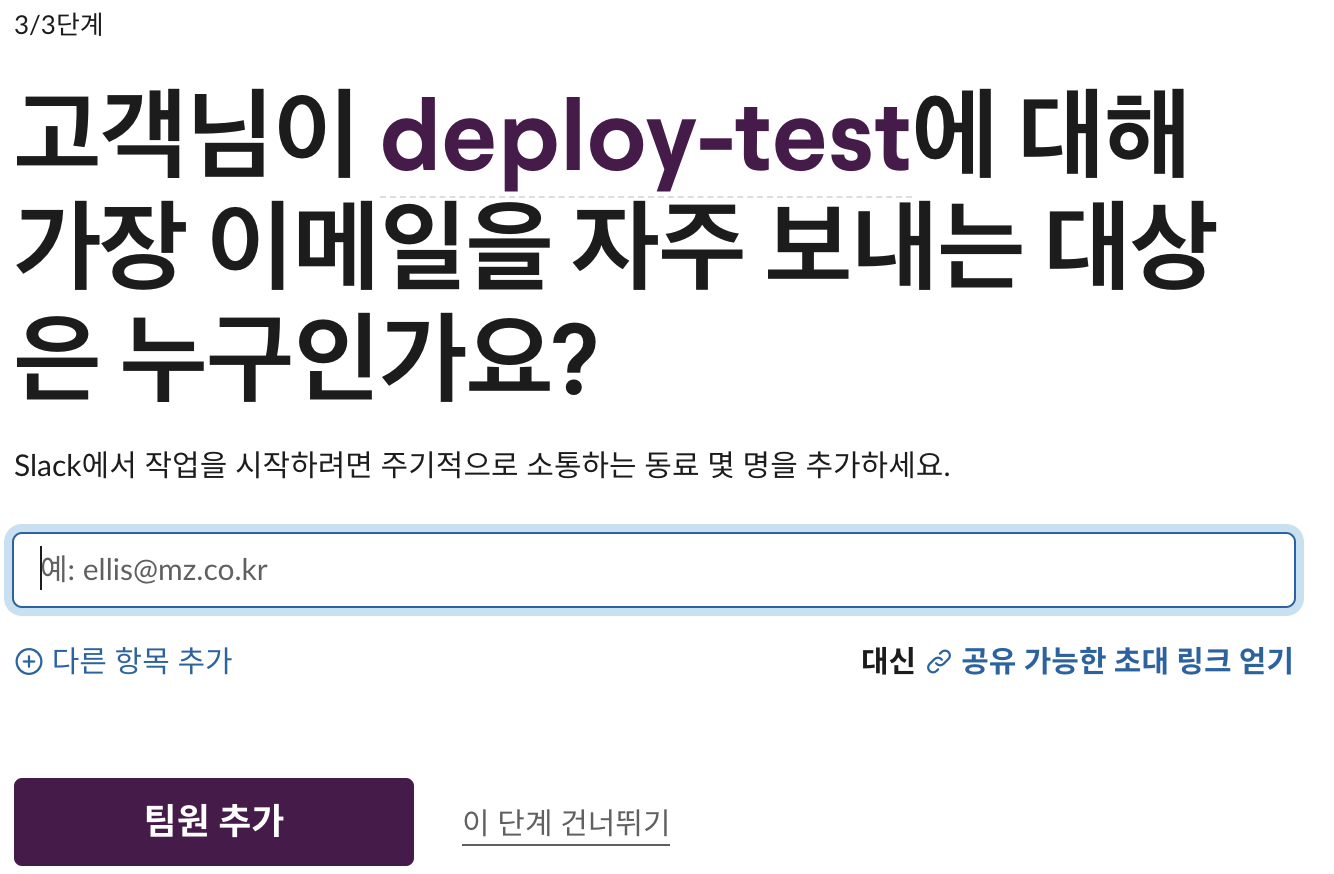 3/3단계
고객님이 deploy-test에 대해
가장 이메일을 자주 보내는 대상
은 누구인가요?
Slack에서 작업을 시작하려면 주기적으로 소통하는 동료 몇 명을 추가하세요.
예: ellis@mz.co.kr
다른 항목 추가
대신 공유 가능한 초대 링크 얻기
팀원 추가
이 단계 건너뛰기